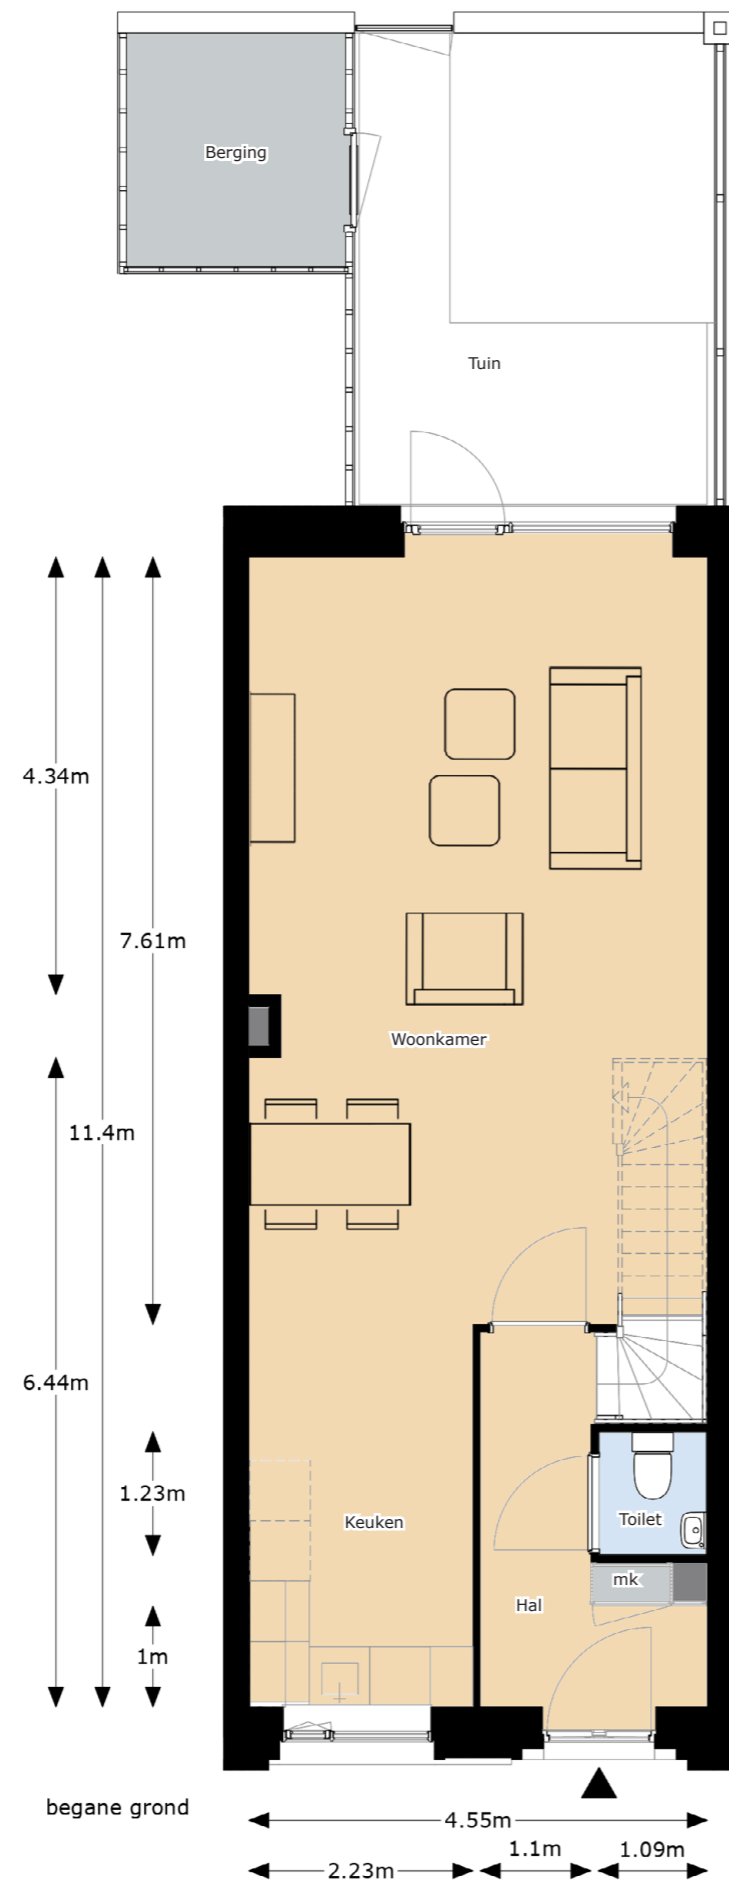 Berging
Tuin
4.34m
7.61m
Woonkamer
11.4m
6.44m
1.23m
Keuken
Toilet
mk
Hal
1m
begane grond
4.55m
1.1m
1.09m
2.23m